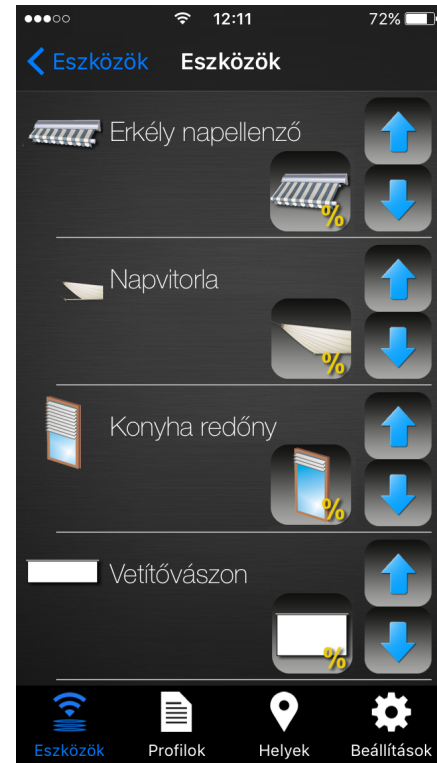 12:11
72%
Eszközök
Eszközök
Erkély napellenző
%
Napvitorla
%
Konyha redőny
%
Vetítővászon
%
Eszközök
Profilok
Helyek
Beállítások